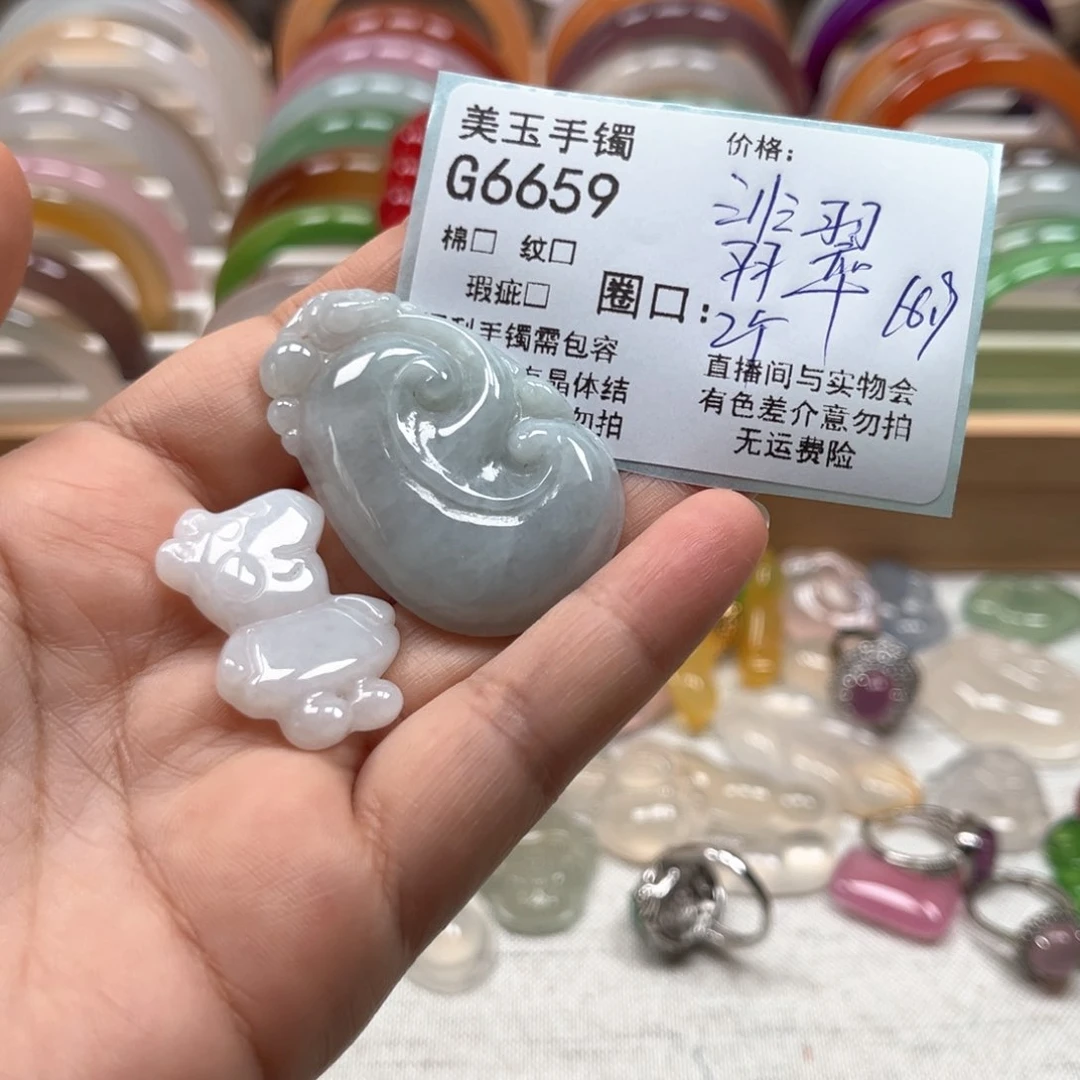 美玉手镯
G6659
棉□ 纹□
瑕疵□
圈口:
手镯需包容
晶体结
勿拍
价格:
翡翠
2件
直播间与实物会
有色差介意勿拍
无运费险